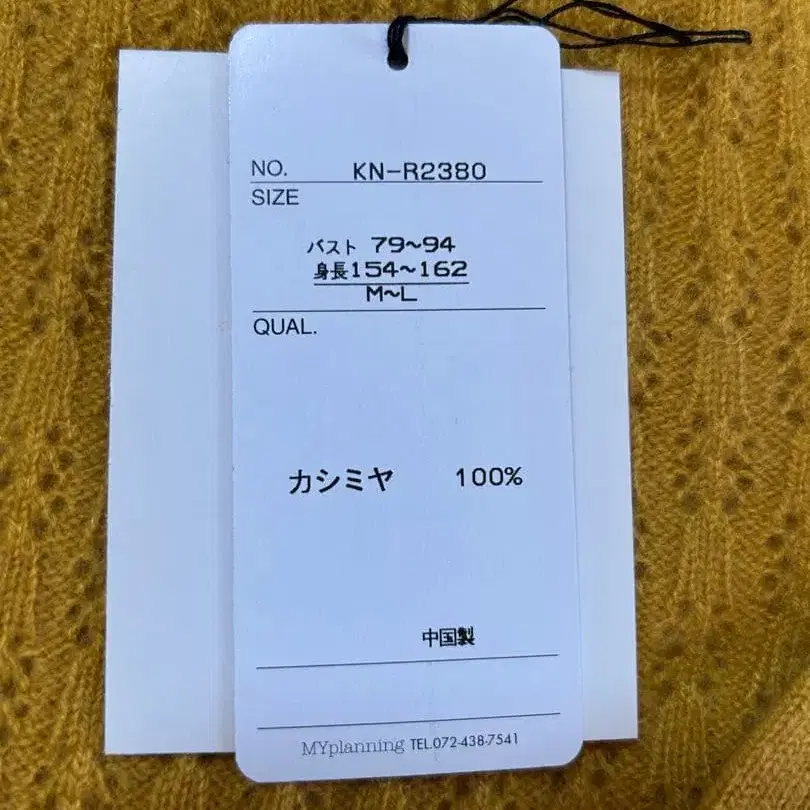 NO. KN-R2380
SIZE
バスト 79~94
身長154~162
M~L
QUAL.
カシミヤ 100%
中国製
MYplanning TEL.072-438-7541